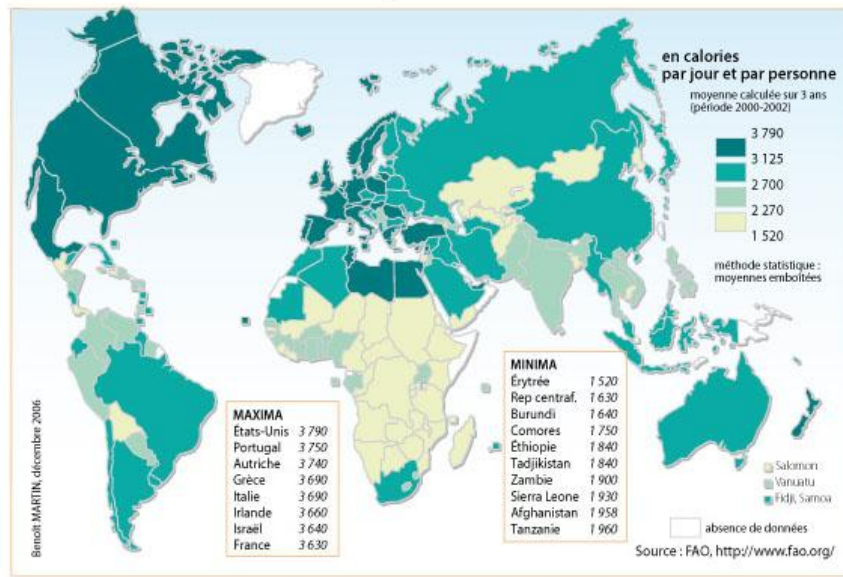 en calories
par jour et par personne
moyenne calculée sur 3 ans
(période 2000-2002)
3 790
3 125
2 700
2 270
1 520
méthode statistique :
moyennes emboîtées
MAXIMA
États-Unis 3 790
Portugal 3 750
Autriche 3 740
Grèce 3 690
Italie 3 690
Irlande 3 660
Israël 3 640
France 3 630
MINIMA
Érytrée 1 520
Rep centraf. 1 630
Burundi 1 640
Comores 1 750
Éthiopie 1 840
Tadjikistan 1 840
Zambie 1 900
Sierra Leone 1 930
Afghanistan 1 958
Tanzanie 1 960
Salomon
Vanuatu
Fidji, Samoa
absence de données
Source : FAO, http://www.fao.org/
Benoît MARTIN, décembre 2006